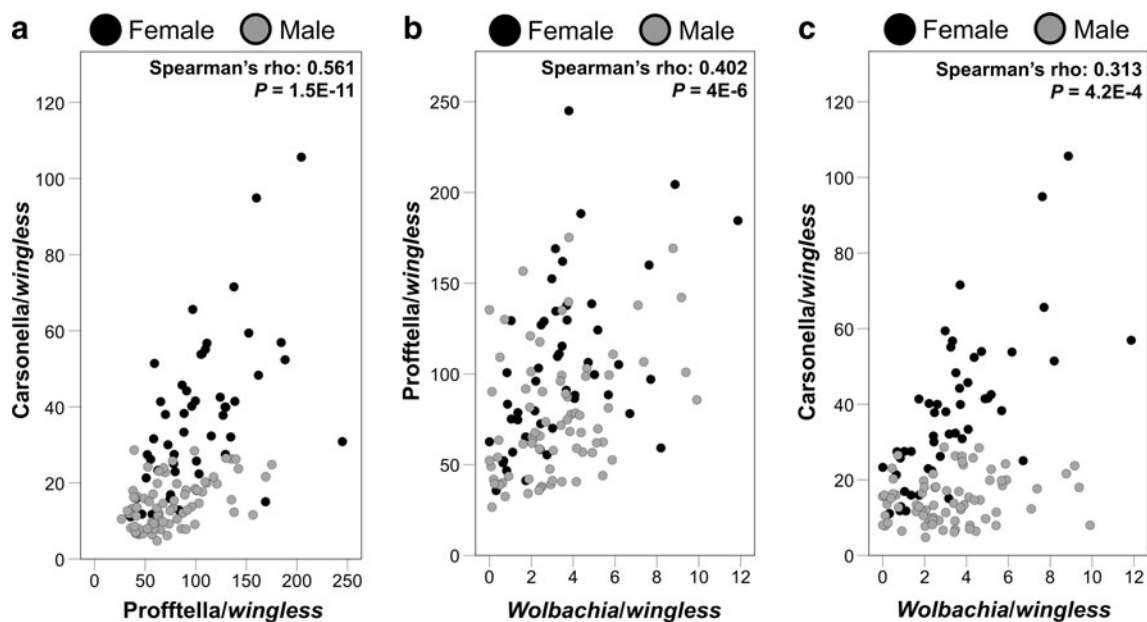 a Female Male
Spearman's rho: 0.561
P = 1.5E-11
120
100
80
60
40
20
0
Carsonella/wingless
0 50 100 150 200 250
Profftella/wingless
b Female Male
Spearman's rho: 0.402
P = 4E-6
250
200
150
100
50
0
Profftella/wingless
0 2 4 6 8 10 12
Wolbachia/wingless
c Female Male
Spearman's rho: 0.313
P = 4.2E-4
120
100
80
60
40
20
0
Carsonella/wingless
0 2 4 6 8 10 12
Wolbachia/wingless